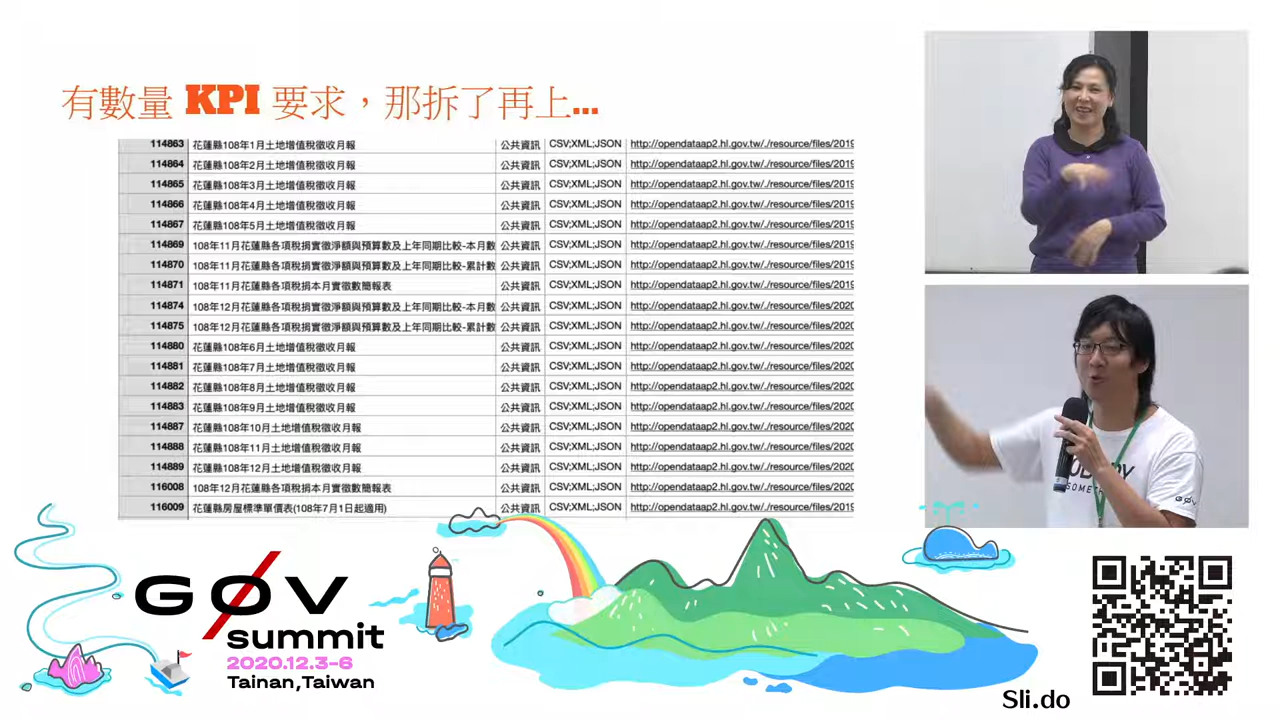 有數量 KPI 要求，那拆了再上...
114863 花蓮縣108年1月土地增值稅徵收月報 公共資訊 CSV;XML;JSON http://opendataap2.hl.gov.tw/./resource/files/2019
114864 花蓮縣108年2月土地增值稅徵收月報 公共資訊 CSV;XML;JSON http://opendataap2.hl.gov.tw/./resource/files/2019
114865 花蓮縣108年3月土地增值稅徵收月報 公共資訊 CSV;XML;JSON http://opendataap2.hl.gov.tw/./resource/files/2019
114866 花蓮縣108年4月土地增值稅徵收月報 公共資訊 CSV;XML;JSON http://opendataap2.hl.gov.tw/./resource/files/2019
114867 花蓮縣108年5月土地增值稅徵收月報 公共資訊 CSV;XML;JSON http://opendataap2.hl.gov.tw/./resource/files/2019
114869 108年11月花蓮縣各項稅捐實徵淨額與預算數及上年同期比較-本月數 公共資訊 CSV;XML;JSON http://opendataap2.hl.gov.tw/./resource/files/2019
114870 108年11月花蓮縣各項稅捐實徵淨額與預算數及上年同期比較-累計數 公共資訊 CSV;XML;JSON http://opendataap2.hl.gov.tw/./resource/files/2019
114871 108年11月花蓮縣各項稅捐本月實徵數簡報表 公共資訊 CSV;XML;JSON http://opendataap2.hl.gov.tw/./resource/files/2019
114874 108年12月花蓮縣各項稅捐實徵淨額與預算數及上年同期比較-本月數 公共資訊 CSV;XML;JSON http://opendataap2.hl.gov.tw/./resource/files/2020
114875 108年12月花蓮縣各項稅捐實徵淨額與預算數及上年同期比較-累計數 公共資訊 CSV;XML;JSON http://opendataap2.hl.gov.tw/./resource/files/2020
114880 花蓮縣108年6月土地增值稅徵收月報 公共資訊 CSV;XML;JSON http://opendataap2.hl.gov.tw/./resource/files/2020
114881 花蓮縣108年7月土地增值稅徵收月報 公共資訊 CSV;XML;JSON http://opendataap2.hl.gov.tw/./resource/files/2020
114882 花蓮縣108年8月土地增值稅徵收月報 公共資訊 CSV;XML;JSON http://opendataap2.hl.gov.tw/./resource/files/2020
114883 花蓮縣108年9月土地增值稅徵收月報 公共資訊 CSV;XML;JSON http://opendataap2.hl.gov.tw/./resource/files/2020
114887 花蓮縣108年10月土地增值稅徵收月報 公共資訊 CSV;XML;JSON http://opendataap2.hl.gov.tw/./resource/files/2020
114888 花蓮縣108年11月土地增值稅徵收月報 公共資訊 CSV;XML;JSON http://opendataap2.hl.gov.tw/./resource/files/2020
114889 花蓮縣108年12月土地增值稅徵收月報 公共資訊 CSV;XML;JSON http://opendataap2.hl.gov.tw/./resource/files/2020
116008 108年12月花蓮縣各項稅捐本月實徵數簡報表 公共資訊 CSV;XML;JSON http://opendataap2.hl.gov.tw/./resource/files/2020
116009 花蓮縣房屋標準單價表(108年7月1日起適用) 公共資訊 CSV;XML;JSON http://opendataap2.hl.gov.tw/./resource/files/2019
GØV
summit
2020.12.3-6
Tainan,Taiwan
Sli.do